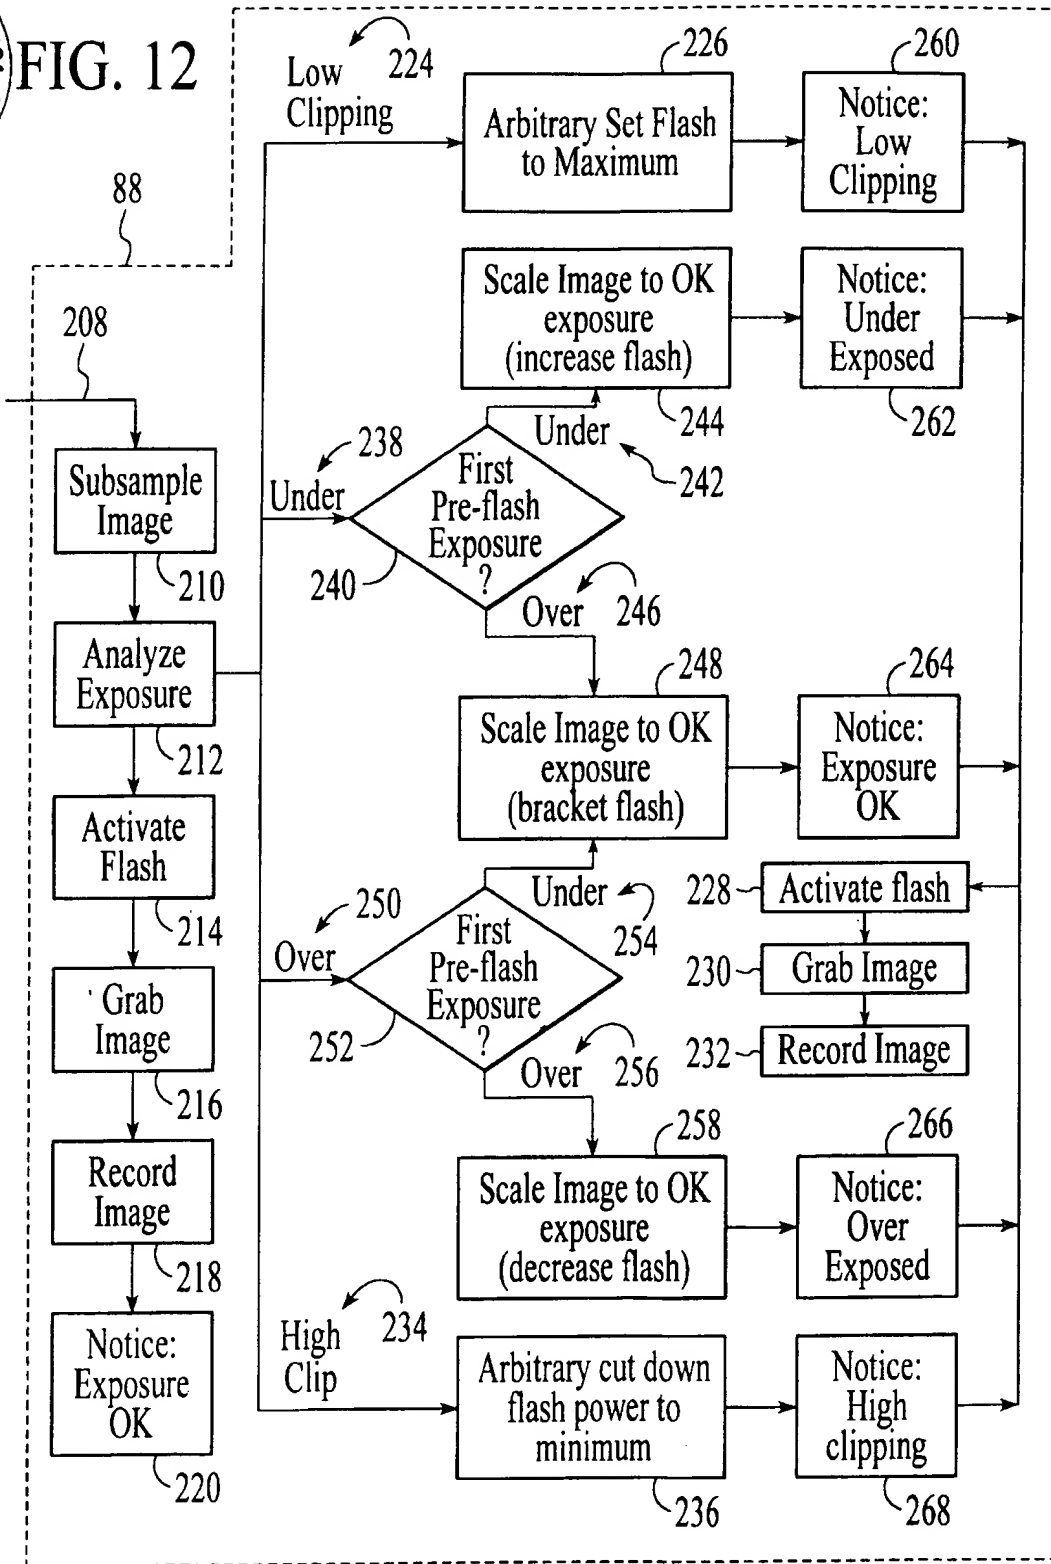 FIG. 12
88
208
Subsample
Image
210
Analyze
Exposure
212
Activate
Flash
214
Grab
Image
216
Record
Image
218
Notice:
Exposure
OK
220
Low
Clipping
224
Arbitrary Set Flash
to Maximum
226
Notice:
Low
Clipping
260
Scale Image to OK
exposure
(increase flash)
244
Notice:
Under
Exposed
262
Under
238
First
Pre-flash
Exposure
?
240
Under
242
Over
246
Scale Image to OK
exposure
(bracket flash)
248
Notice:
Exposure
OK
264
Over
250
First
Pre-flash
Exposure
?
252
Under
254
Over
256
228
Activate flash
230
Grab Image
232
Record Image
Scale Image to OK
exposure
(decrease flash)
258
Notice:
Over
Exposed
266
High
Clip
234
Arbitrary cut down
flash power to
minimum
236
Notice:
High
clipping
268